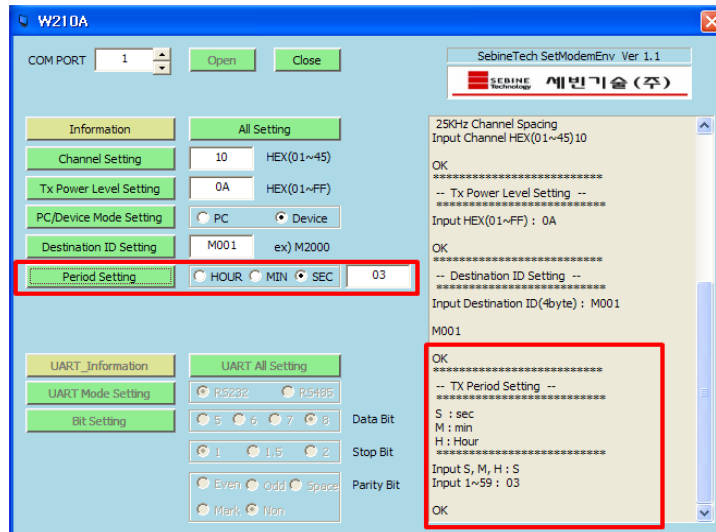 W210A
COM PORT 1 Open Close
SebineTech SetModemEnv Ver 1.1
SEBINE Technology 세빈기술(주)
Information All Setting
Channel Setting 10 HEX(01~45)
Tx Power Level Setting 0A HEX(01~FF)
PC/Device Mode Setting PC Device
Destination ID Setting M001 ex) M2000
Period Setting HOUR MIN SEC 03
UART_Information UART All Setting
UART Mode Setting RS232 RS485
Bit Setting 5 6 7 8 Data Bit
1 1.5 2 Stop Bit
Even Odd Space Parity Bit
Mark Non
25KHz Channel Spacing
Input Channel HEX(01~45)10
OK
**************************
-- Tx Power Level Setting --
**************************
Input HEX(01~FF) : 0A
OK
**************************
-- Destination ID Setting --
**************************
Input Destination ID(4byte) : M001
M001
OK
**************************
-- TX Period Setting --
**************************
S : sec
M : min
H : Hour
**************************
Input S, M, H : S
Input 1~59 : 03
OK